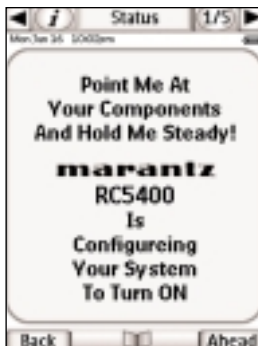 i Status 1/5
Mon Jan 16 10:02pm
Point Me At
Your Components
And Hold Me Steady!
marantz
RC5400
Is
Configureing
Your System
To Turn ON
Back Ahead